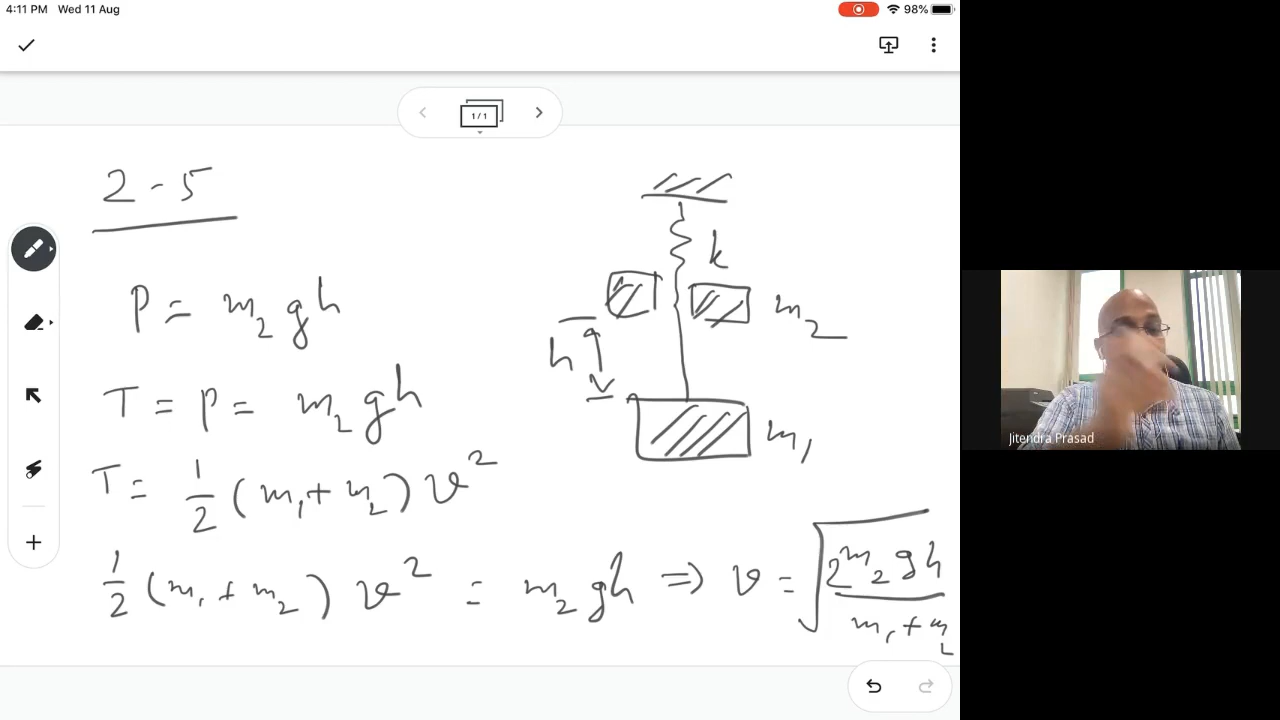 4:11 PM Wed 11 Aug 98%
1/1
2-5
k
P = m₂gh
m₂
h
T = P = m₂gh
m₁
T = 1/2 (m₁+m₂) v²
1/2 (m₁+m₂) v² = m₂gh ⇒ v = √(2m₂gh / m₁+m₂)
Jitendra Prasad